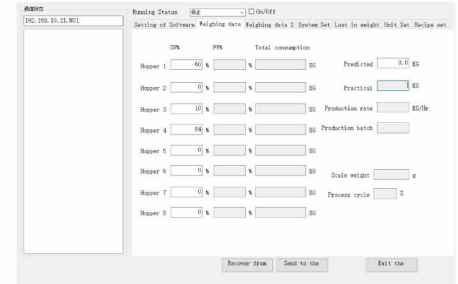 192.168.10.21.N01
Running Status 停止 On/Off
Setting of Software Weighing data Weighing data 2 System Set Lost in weight Unit Set Recipe set
SV% PV% Total consumption
Hopper 1 60 % % KG Predicted 0.0 KG
Hopper 2 0 % % KG Practical KG
Hopper 3 10 % % KG Production rate KG/Hr
Hopper 4 84 % % KG Production batch
Hopper 5 0 % % KG
Hopper 6 0 % % KG Scale weight g
Hopper 7 0 % % KG Process cycle S
Hopper 8 0 % % KG
Recover from Send to the Exit the